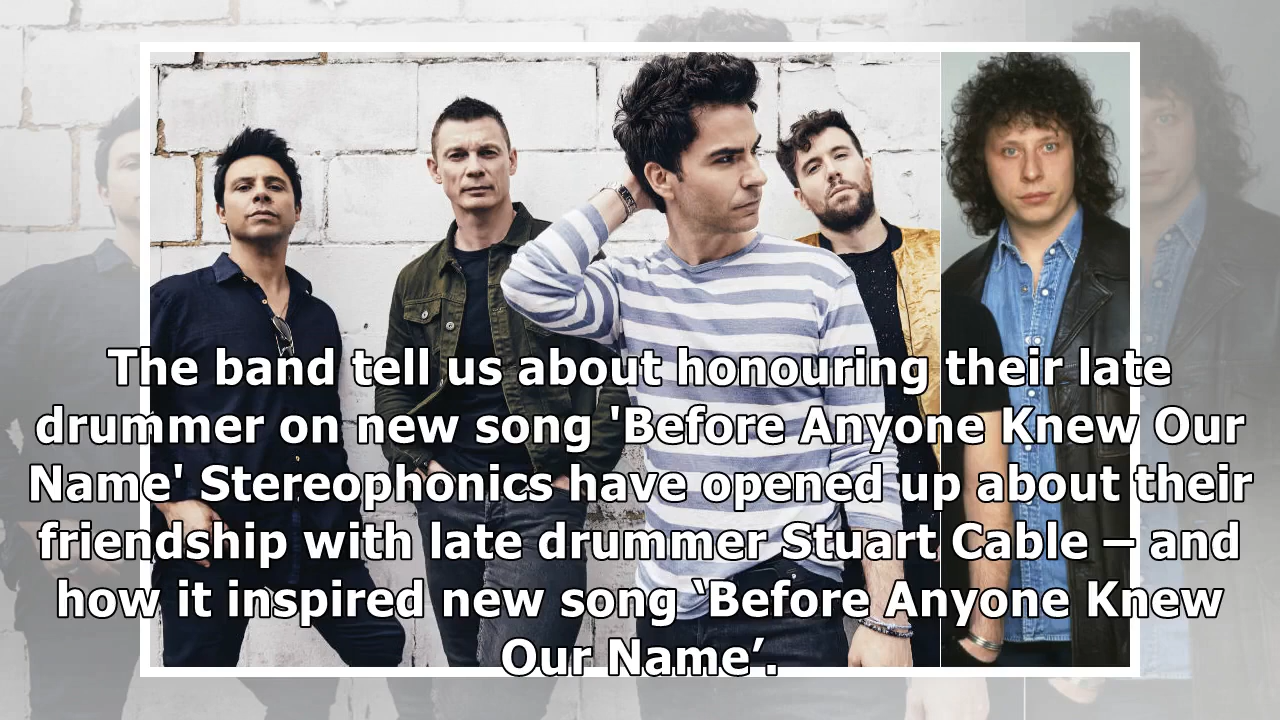 The band tell us about honouring their late
drummer on new song 'Before Anyone Knew Our
Name' Stereophonics have opened up about their
friendship with late drummer Stuart Cable – and
how it inspired new song ‘Before Anyone Knew
Our Name’.